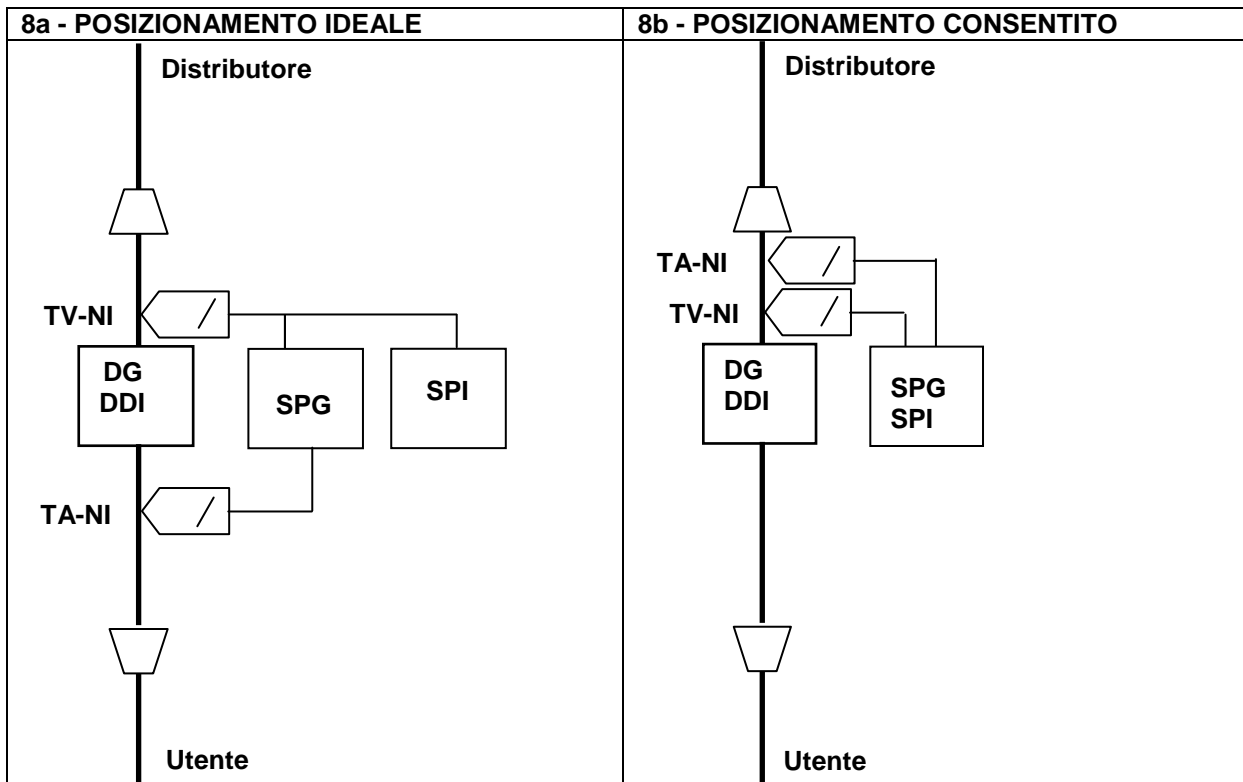 8a - POSIZIONAMENTO IDEALE
Distributore
TV-NI
DG
DDI
SPG
SPI
TA-NI
Utente
8b - POSIZIONAMENTO CONSENTITO
Distributore
TA-NI
TV-NI
DG
DDI
SPG
SPI
Utente